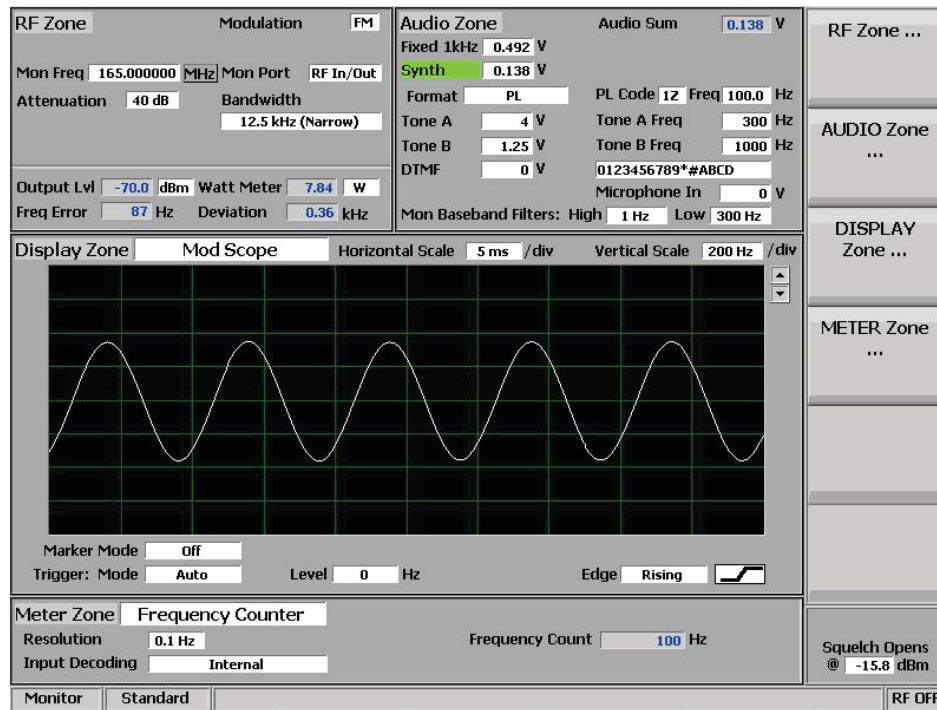 RF Zone Modulation FM
Mon Freq 165.000000 MHz Mon Port RF In/Out
Attenuation 40 dB Bandwidth
12.5 kHz (Narrow)
Output Lvl -70.0 dBm Watt Meter 7.84 W
Freq Error 87 Hz Deviation 0.36 kHz
Audio Zone Audio Sum 0.138 V
Fixed 1kHz 0.492 V
Synth 0.138 V
Format PL PL Code 1Z Freq 100.0 Hz
Tone A 4 V Tone A Freq 300 Hz
Tone B 1.25 V Tone B Freq 1000 Hz
DTMF 0 V 0123456789*#ABCD
Microphone In 0 V
Mon Baseband Filters: High 1 Hz Low 300 Hz
Display Zone Mod Scope Horizontal Scale 5 ms /div Vertical Scale 200 Hz /div
Marker Mode Off
Trigger: Mode Auto Level 0 Hz Edge Rising
Meter Zone Frequency Counter
Resolution 0.1 Hz Frequency Count 100 Hz
Input Decoding Internal
Monitor Standard
RF Zone ...
AUDIO Zone
...
DISPLAY
Zone ...
METER Zone
...
Squelch Opens
@ -15.8 dBm
RF OFF